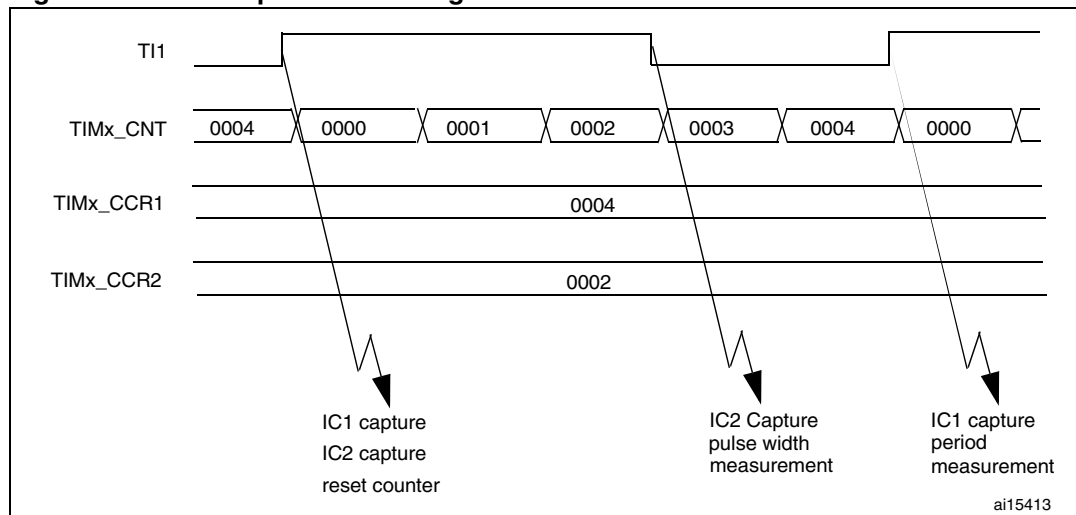 TI1
TIMx_CNT 0004 0000 0001 0002 0003 0004 0000
TIMx_CCR1 0004
TIMx_CCR2 0002
IC1 capture
IC2 capture
reset counter
IC2 Capture
pulse width
measurement
IC1 capture
period
measurement
ai15413